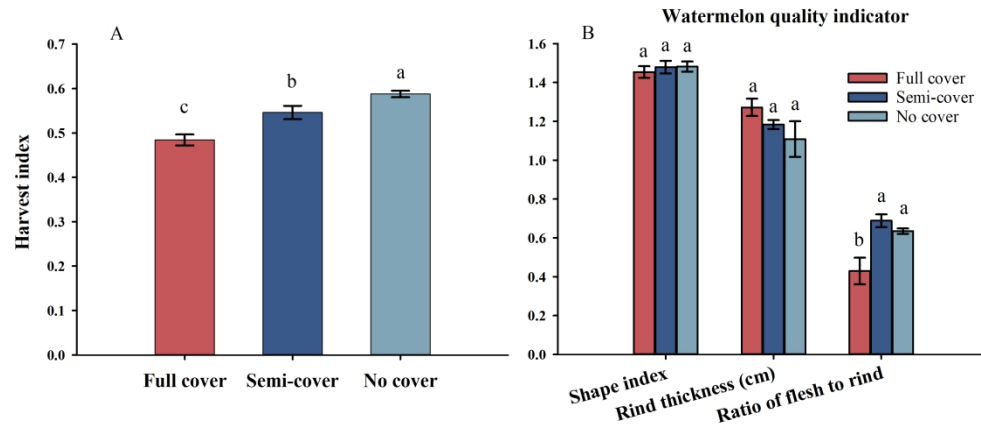 A
Harvest index
0.7
0.6
0.5
0.4
0.3
0.2
0.1
0.0
c
b
a
Full cover
Semi-cover
No cover
Watermelon quality indicator
B
1.6
1.4
1.2
1.0
0.8
0.6
0.4
0.2
0.0
a a a
a a a
b a a
Full cover
Semi-cover
No cover
Shape index
Rind thickness (cm)
Ratio of flesh to rind